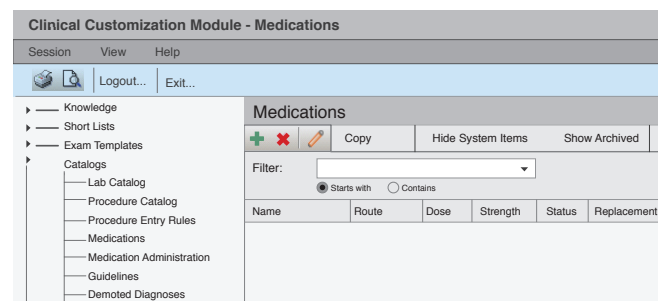 Clinical Customization Module - Medications
Session View Help
Logout... Exit...
Knowledge
Short Lists
Exam Templates
Catalogs
Lab Catalog
Procedure Catalog
Procedure Entry Rules
Medications
Medication Administration
Guidelines
Demoted Diagnoses
Medications
Copy Hide System Items Show Archived
Filter:
Starts with Contains
Name Route Dose Strength Status Replacement